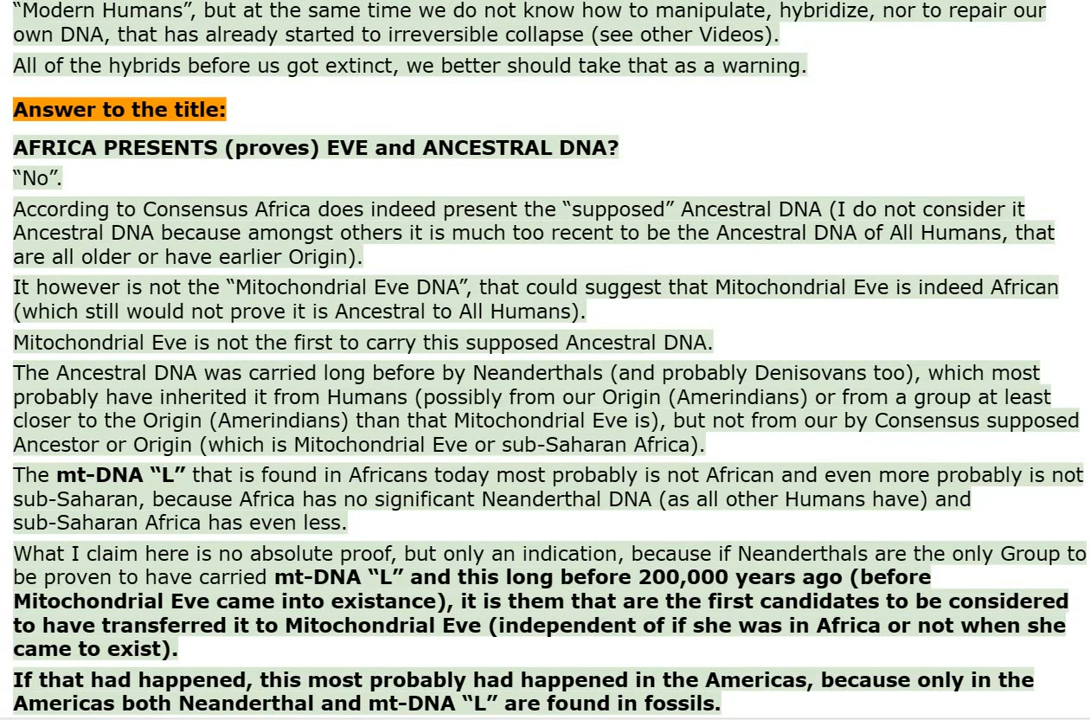 “Modern Humans”, but at the same time we do not know how to manipulate, hybridize, nor to repair our
own DNA, that has already started to irreversible collapse (see other Videos).
All of the hybrids before us got extinct, we better should take that as a warning.
Answer to the title:
AFRICA PRESENTS (proves) EVE and ANCESTRAL DNA?
“No”.
According to Consensus Africa does indeed present the “supposed” Ancestral DNA (I do not consider it
Ancestral DNA because amongst others it is much too recent to be the Ancestral DNA of All Humans, that
are all older or have earlier Origin).
It however is not the “Mitochondrial Eve DNA”, that could suggest that Mitochondrial Eve is indeed African
(which still would not prove it is Ancestral to All Humans).
Mitochondrial Eve is not the first to carry this supposed Ancestral DNA.
The Ancestral DNA was carried long before by Neanderthals (and probably Denisovans too), which most
probably have inherited it from Humans (possibly from our Origin (Amerindians) or from a group at least
closer to the Origin (Amerindians) than that Mitochondrial Eve is), but not from our by Consensus supposed
Ancestor or Origin (which is Mitochondrial Eve or sub-Saharan Africa).
The mt-DNA “L” that is found in Africans today most probably is not African and even more probably is not
sub-Saharan, because Africa has no significant Neanderthal DNA (as all other Humans have) and
sub-Saharan Africa has even less.
What I claim here is no absolute proof, but only an indication, because if Neanderthals are the only Group to
be proven to have carried mt-DNA “L” and this long before 200,000 years ago (before
Mitochondrial Eve came into existance), it is them that are the first candidates to be considered
to have transferred it to Mitochondrial Eve (independent of if she was in Africa or not when she
came to exist).
If that had happened, this most probably had happened in the Americas, because only in the
Americas both Neanderthal and mt-DNA “L” are found in fossils.